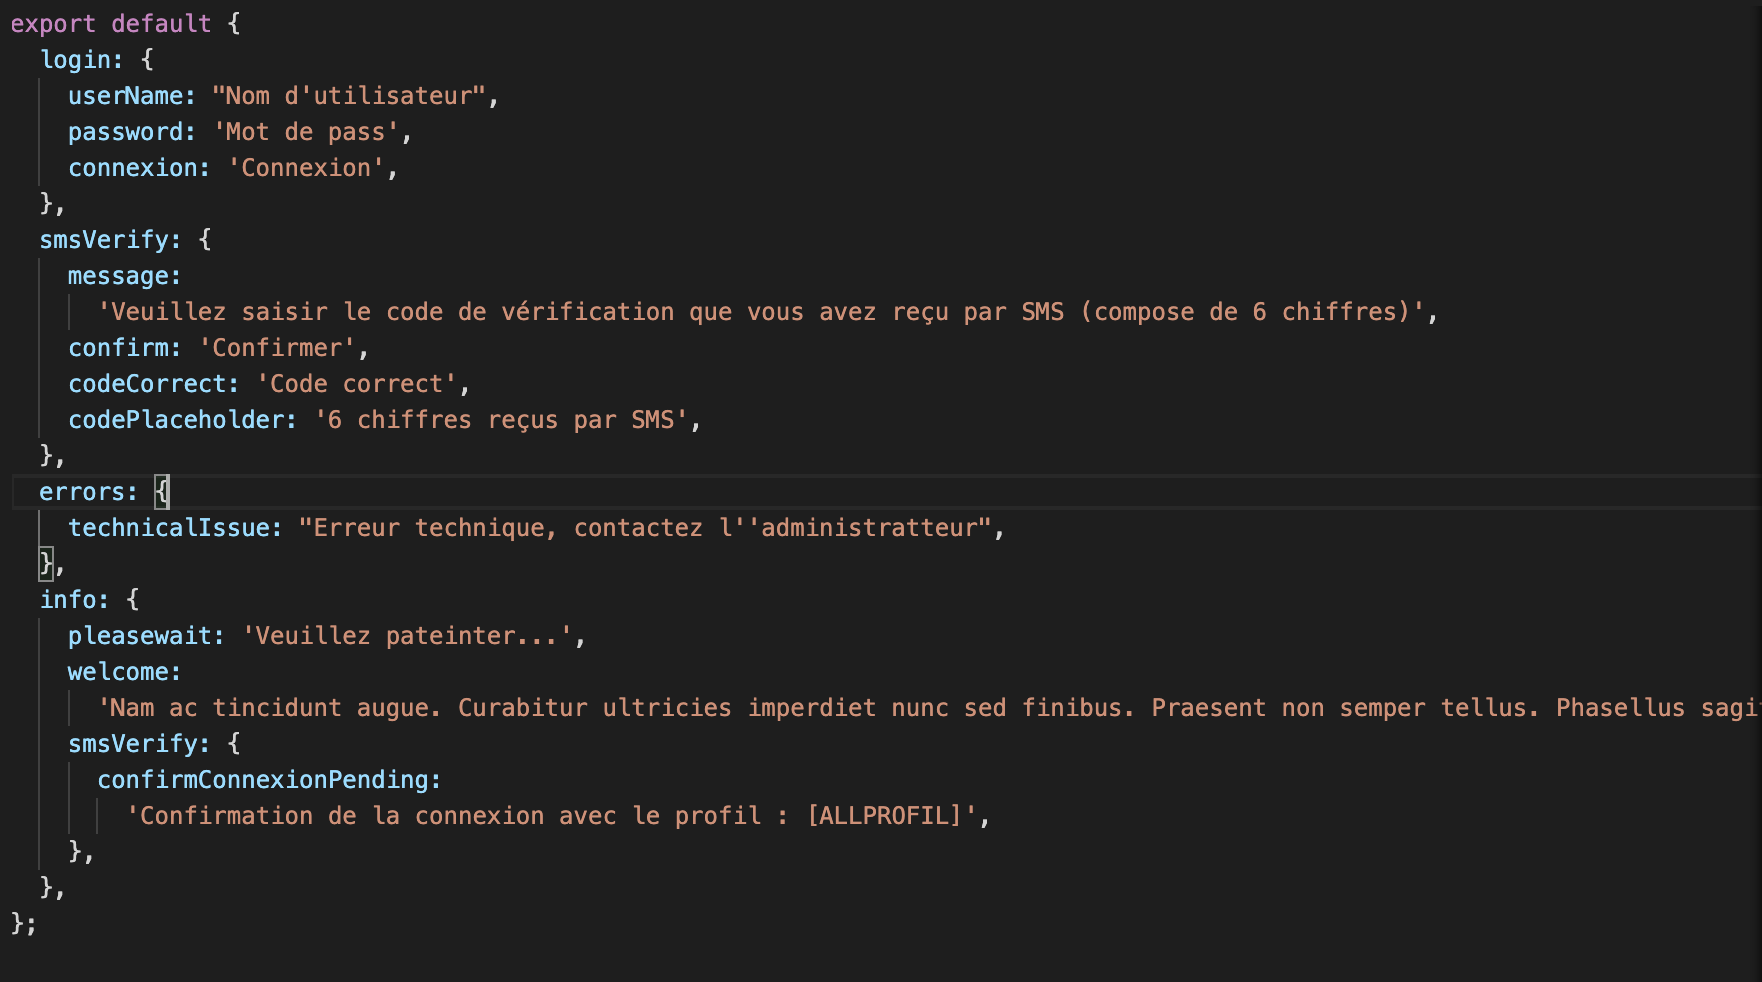 export default {
  login: {
    userName: "Nom d'utilisateur",
    password: 'Mot de pass',
    connexion: 'Connexion',
  },
  smsVerify: {
    message:
      'Veuillez saisir le code de vérification que vous avez reçu par SMS (compose de 6 chiffres)',
    confirm: 'Confirmer',
    codeCorrect: 'Code correct',
    codePlaceholder: '6 chiffres reçus par SMS',
  },
  errors: {
    technicalIssue: "Erreur technique, contactez l''administratteur",
  },
  info: {
    pleasewait: 'Veuillez pateinter...',
    welcome:
      'Nam ac tincidunt augue. Curabitur ultricies imperdiet nunc sed finibus. Praesent non semper tellus. Phasellus
    smsVerify: {
      confirmConnexionPending:
        'Confirmation de la connexion avec le profil : [ALLPROFIL]',
    },
  },
};